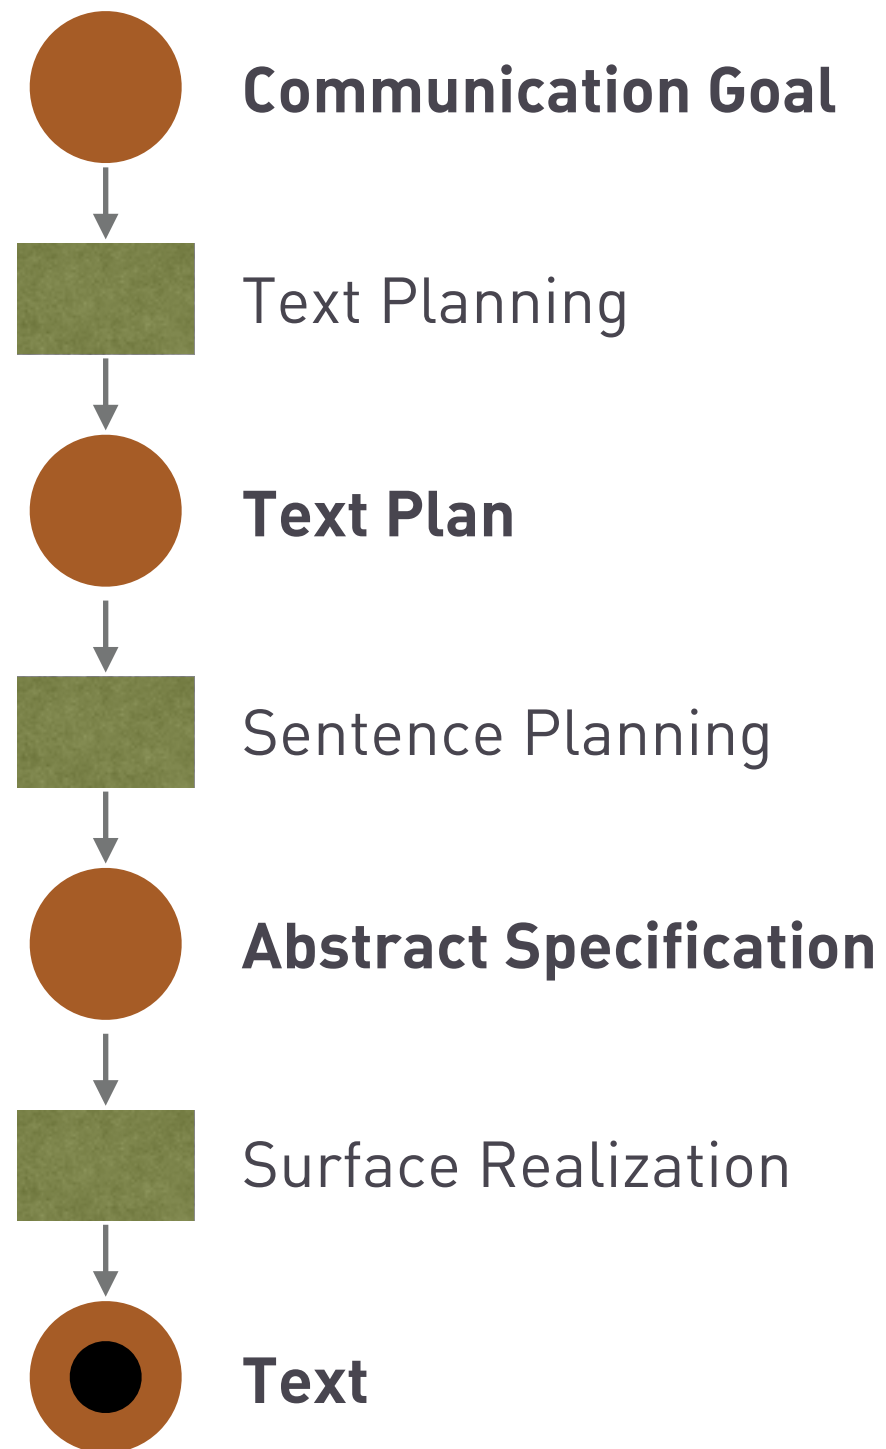 Communication Goal
Text Planning
Text Plan
Sentence Planning
Abstract Specification
Surface Realization
Text